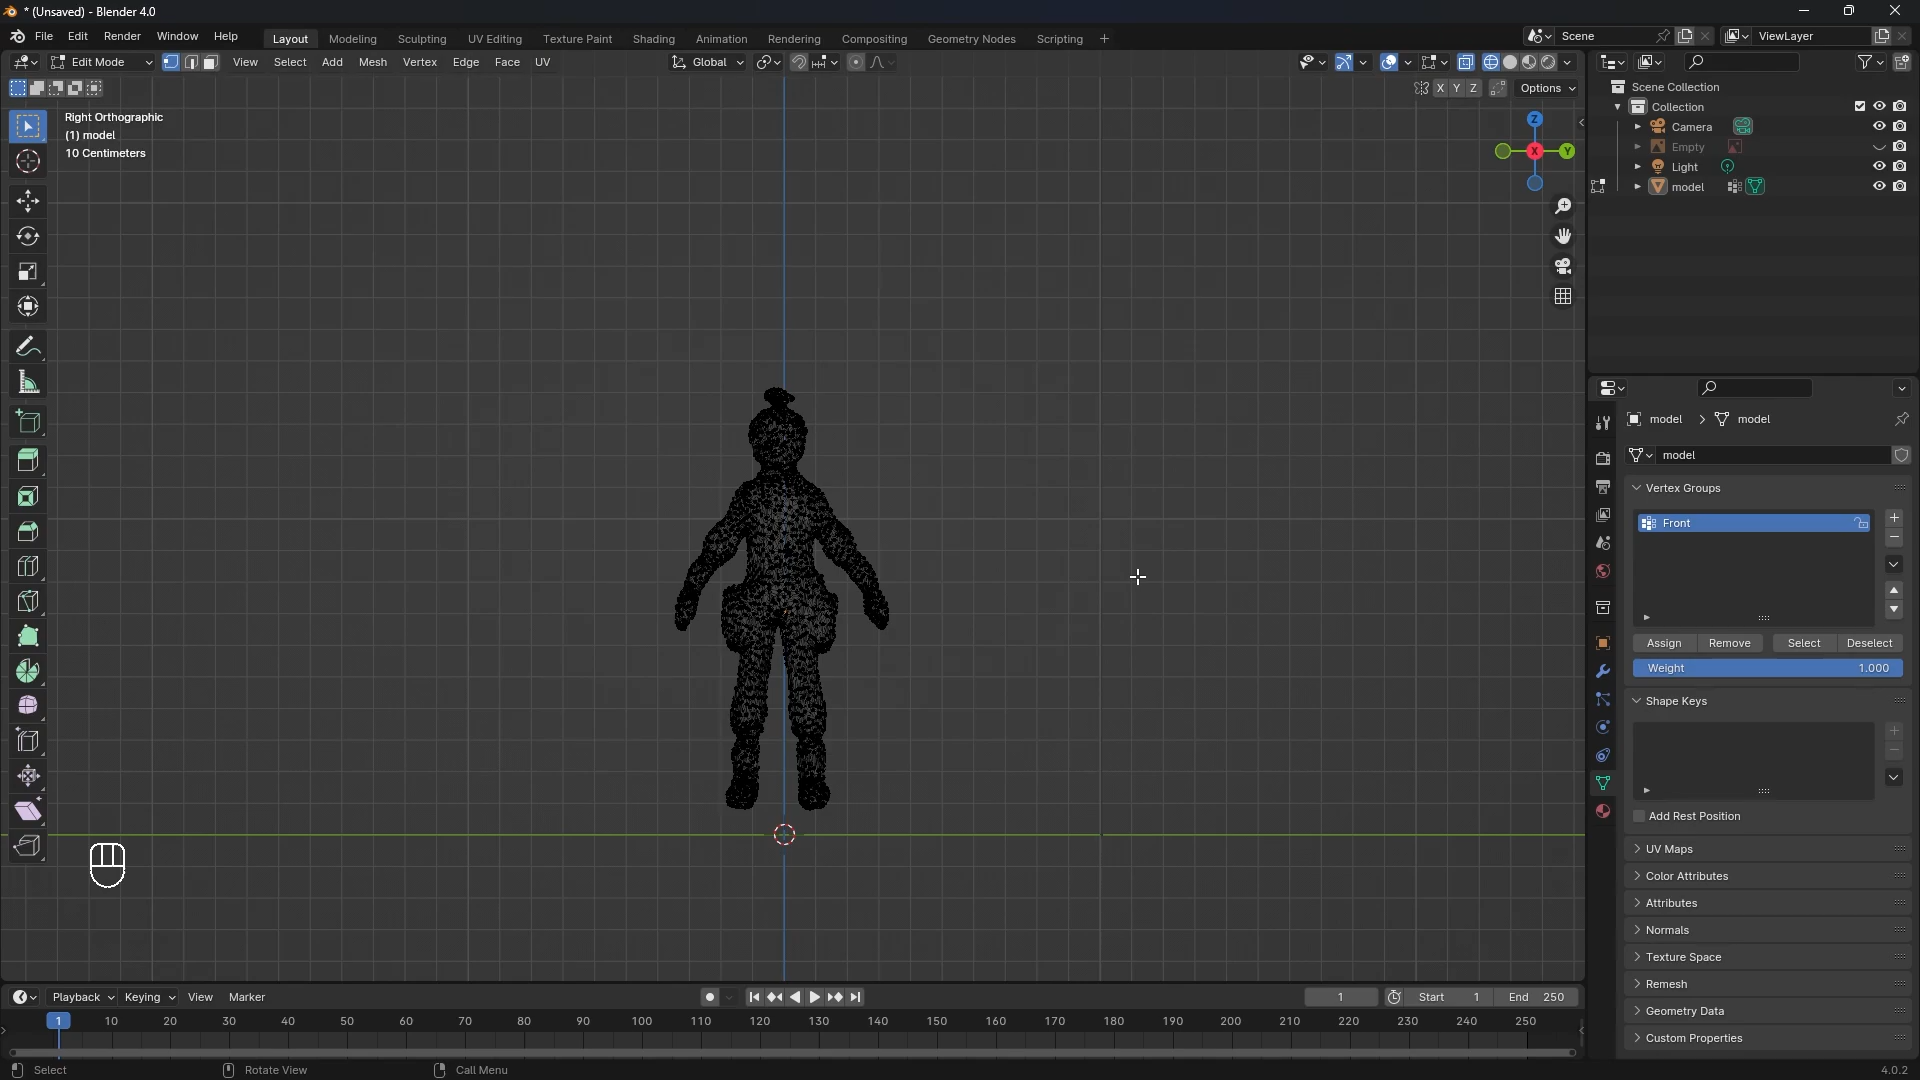 * (Unsaved) - Blender 4.0
File Edit Render Window Help Layout Modeling Sculpting UV Editing Texture Paint Shading Animation Rendering Compositing Geometry Nodes Scripting + Scene ViewLayer
Edit Mode View Select Add Mesh Vertex Edge Face UV Global
X Y Z Options
Right Orthographic
(1) model
10 Centimeters
Z
X
Y
Scene Collection
Collection
Camera
Empty
Light
model
model > model
model
Vertex Groups
Front
Assign Remove Select Deselect
Weight 1.000
Shape Keys
Add Rest Position
UV Maps
Color Attributes
Attributes
Normals
Texture Space
Remesh
Geometry Data
Custom Properties
Playback Keying View Marker 1 Start 1 End 250
1 10 20 30 40 50 60 70 80 90 100 110 120 130 140 150 160 170 180 190 200 210 220 230 240 250
Select Rotate View Call Menu 4.0.2